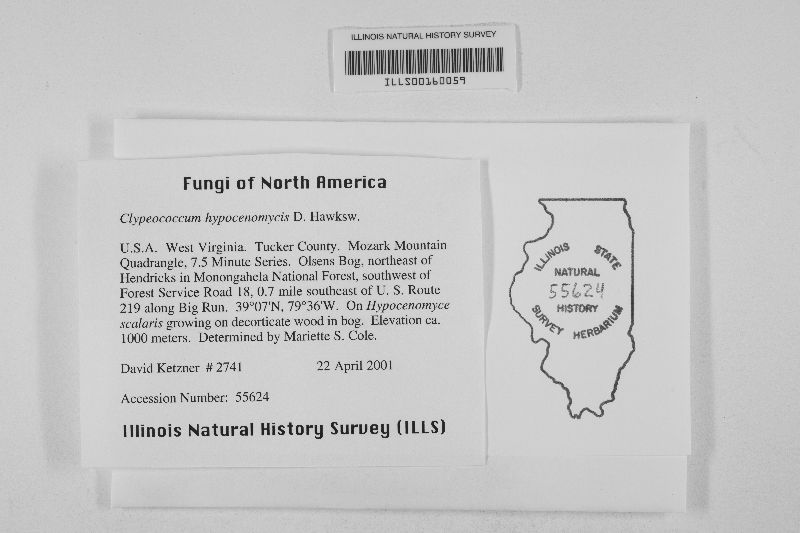 ILLINOIS NATURAL HISTORY SURVEY
ILLS00160059
Fungi of North America
Clypeococcum hypocenomycis D. Hawksw.
U.S.A. West Virginia. Tucker County. Mozark Mountain
Quadrangle, 7.5 Minute Series. Olsens Bog, northeast of
Hendricks in Monongahela National Forest, southwest of
Forest Service Road 18, 0.7 mile southeast of U. S. Route
219 along Big Run. 39°07'N, 79°36'W. On Hypocenomyce
scalaris growing on decorticate wood in bog. Elevation ca.
1000 meters. Determined by Mariette S. Cole.
David Ketzner # 2741 22 April 2001
Accession Number: 55624
Illinois Natural History Survey (ILLS)
ILLINOIS STATE
NATURAL
55624
HISTORY
SURVEY HERBARIUM